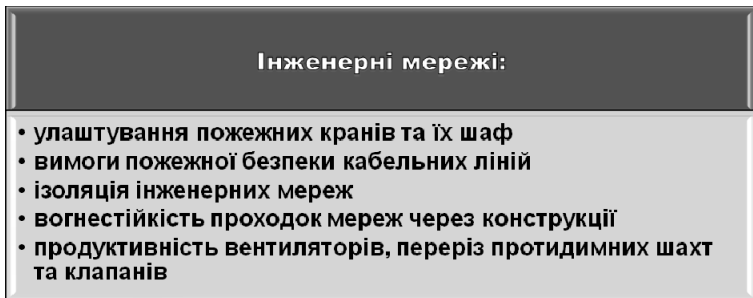 Інженерні мережі:
• улаштування пожежних кранів та їх шаф
• вимоги пожежної безпеки кабельних ліній
• ізоляція інженерних мереж
• вогнестійкість проходок мереж через конструкції
• продуктивність вентиляторів, переріз протидимних шахт
та клапанів